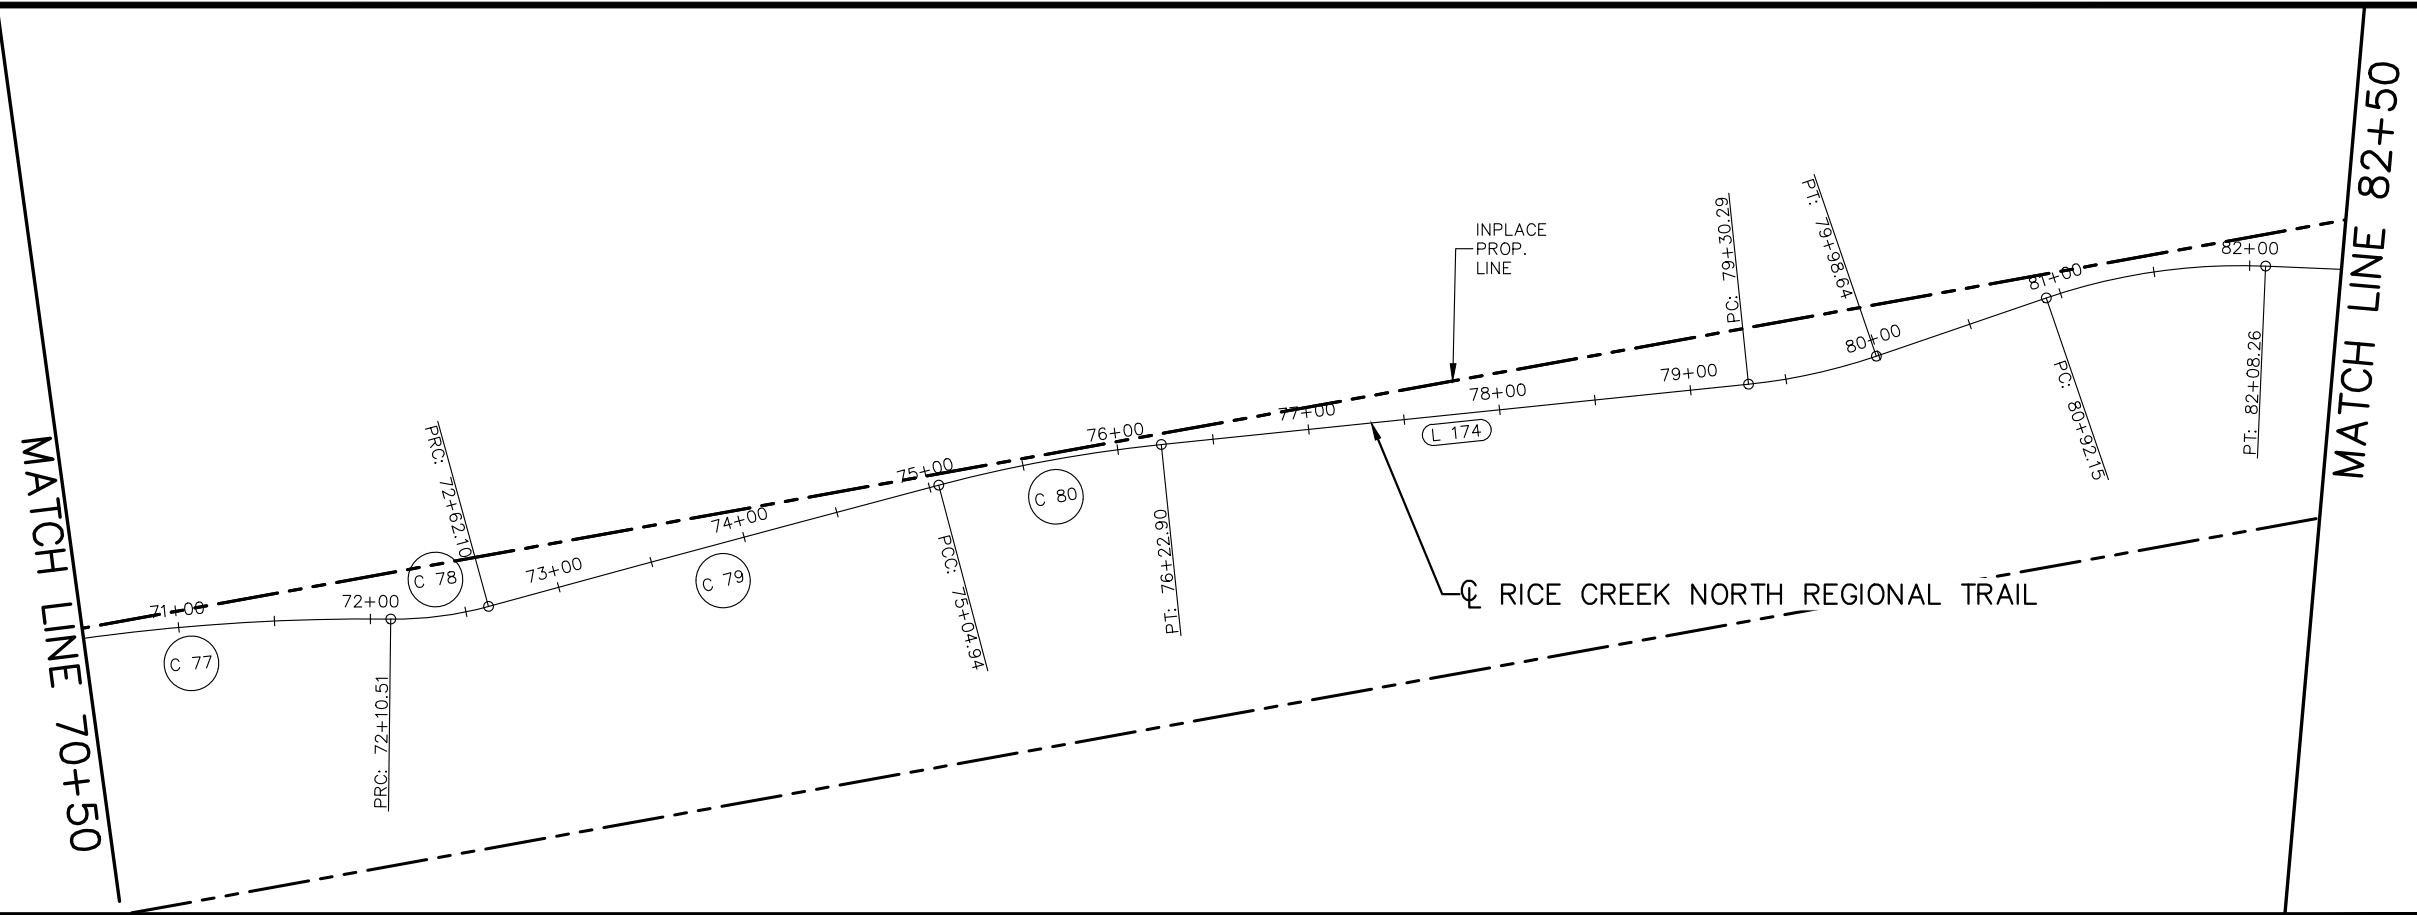 MATCH LINE 70+50
71+00
C 77
72+00
PRC: 72+10.51
PRC: 72+62.10
C 78
73+00
74+00
C 79
75+00
PCC: 75+04.94
C 80
76+00
PT: 76+22.90
77+00
INPLACE
PROP.
LINE
78+00
L 174
℄ RICE CREEK NORTH REGIONAL TRAIL
79+00
PC: 79+30.29
PT: 79+98.64
80+00
PC: 80+92.15
81+00
82+00
PT: 82+08.26
MATCH LINE 82+50